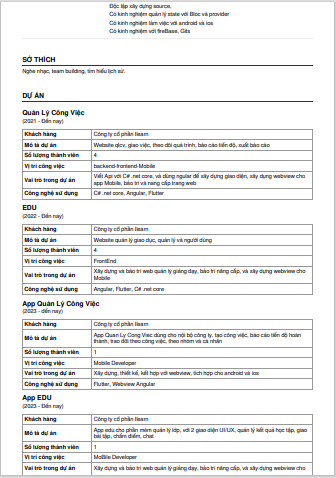 Độc lập xây dựng source,
Có kinh nghiệm quản lý state với Bloc và provider
Có kinh nghiệm làm việc với android và ios
Có kinh nghiệm với fireBase, Gits
SỞ THÍCH
Nghe nhạc, team building, tìm hiểu lịch sử.
DỰ ÁN
Quản Lý Công Việc
(2021 - Đến nay)
Khách hàng Công ty cổ phần Ilearn
Mô tả dự án Website qlcv, giao việc, theo dõi quá trình, báo cáo tiến độ, xuất báo cáo
Số lượng thành viên 4
Vị trí công việc backend-frontend-Mobile
Vai trò trong dự án Viết Api với C# .net core, và dùng ngular để xây dựng giao diện, xây dựng webview cho
app Mobile, bảo trì và nang cấp trang web
Công nghệ sử dụng C# .net core, Angular, Flutter
EDU
(2022 - Đến nay)
Khách hàng Công ty cổ phần Ilearn
Mô tả dự án Website quản lý giao dục, quản lý và người dùng
Số lượng thành viên 4
Vị trí công việc FrontEnd
Vai trò trong dự án Xây dựng và bảo trì web quản lý giảng dạy, bảo trì nâng cấp, và xây dựng webview cho
Mobile
Công nghệ sử dụng Angular, Flutter, C# .net core
App Quản Lý Công Việc
(2023 - đến nay)
Khách hàng Công ty cổ phần Ilearn
Mô tả dự án App Quan Ly Cong Viec dùng cho nội bộ công ty, tạo công việc, báo cáo tiến độ hoàn
thành, trao đổi theo công việc, theo nhóm và cá nhân
Số lượng thành viên 1
Vị trí công việc Mobile Developer
Vai trò trong dự án Xây dựng, thiết kế, kết hợp với webview, tích hợp cho android và ios
Công nghệ sử dụng Flutter, Webview Angular
App EDU
(2023 - Đến nay)
Khách hàng Công ty cổ phần Ilearn
Mô tả dự án App edu cho phần mềm quản lý lớp, với 2 giao diện UI/UX, quản lý kết quả học tập, giao
bài tập, chấm điểm, chat
Số lượng thành viên 1
Vị trí công việc MoBile Developer
Vai trò trong dự án Xây dựng và bảo trì web quản lý giảng dạy, bảo trì nâng cấp, và xây dựng webview cho